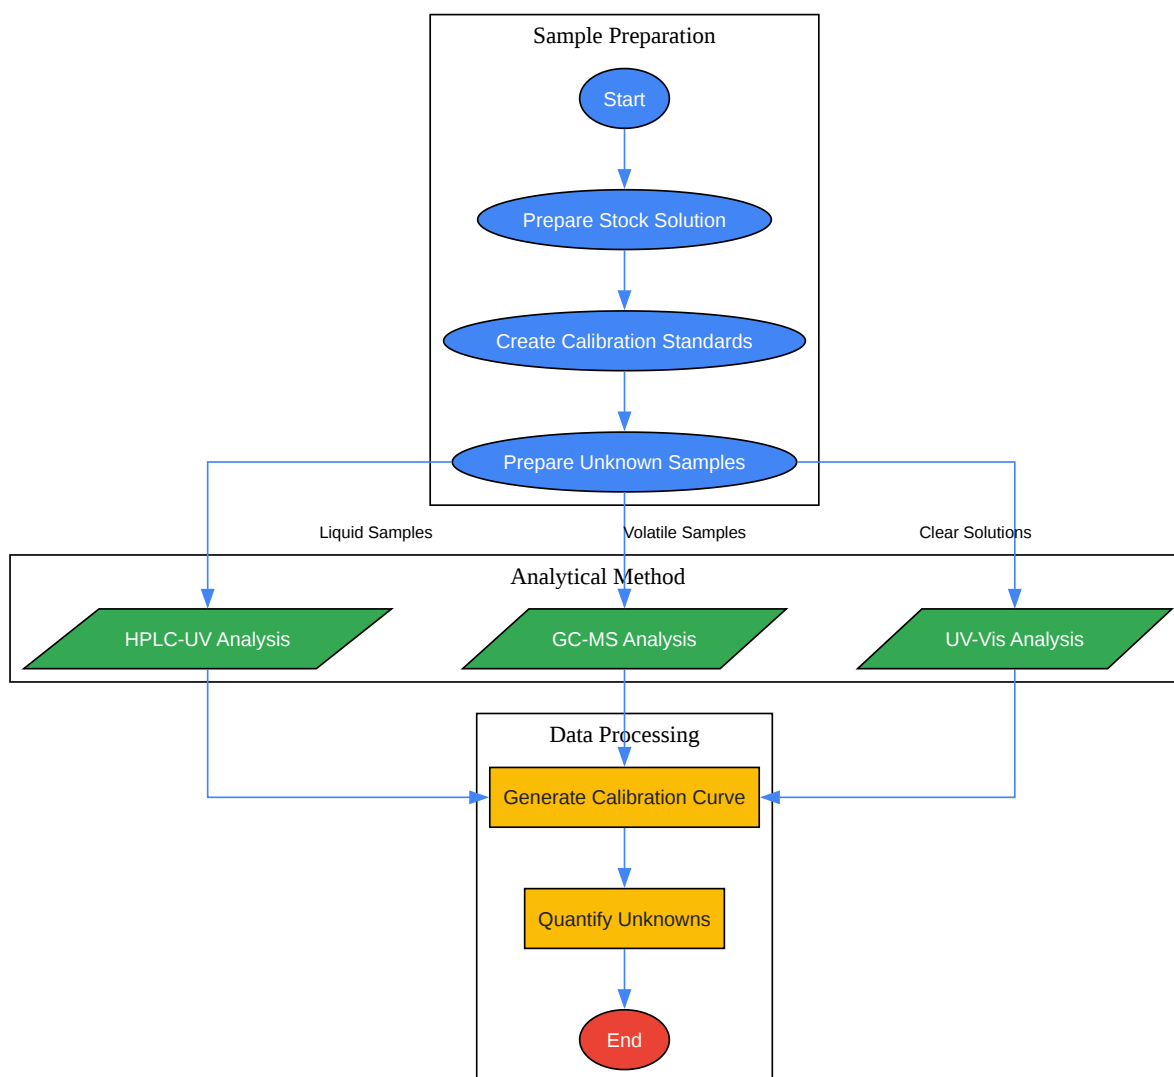 Sample Preparation
Start
Prepare Stock Solution
Create Calibration Standards
Prepare Unknown Samples
Liquid Samples
Volatile Samples
Clear Solutions
Analytical Method
HPLC-UV Analysis
GC-MS Analysis
UV-Vis Analysis
Data Processing
Generate Calibration Curve
Quantify Unknowns
End